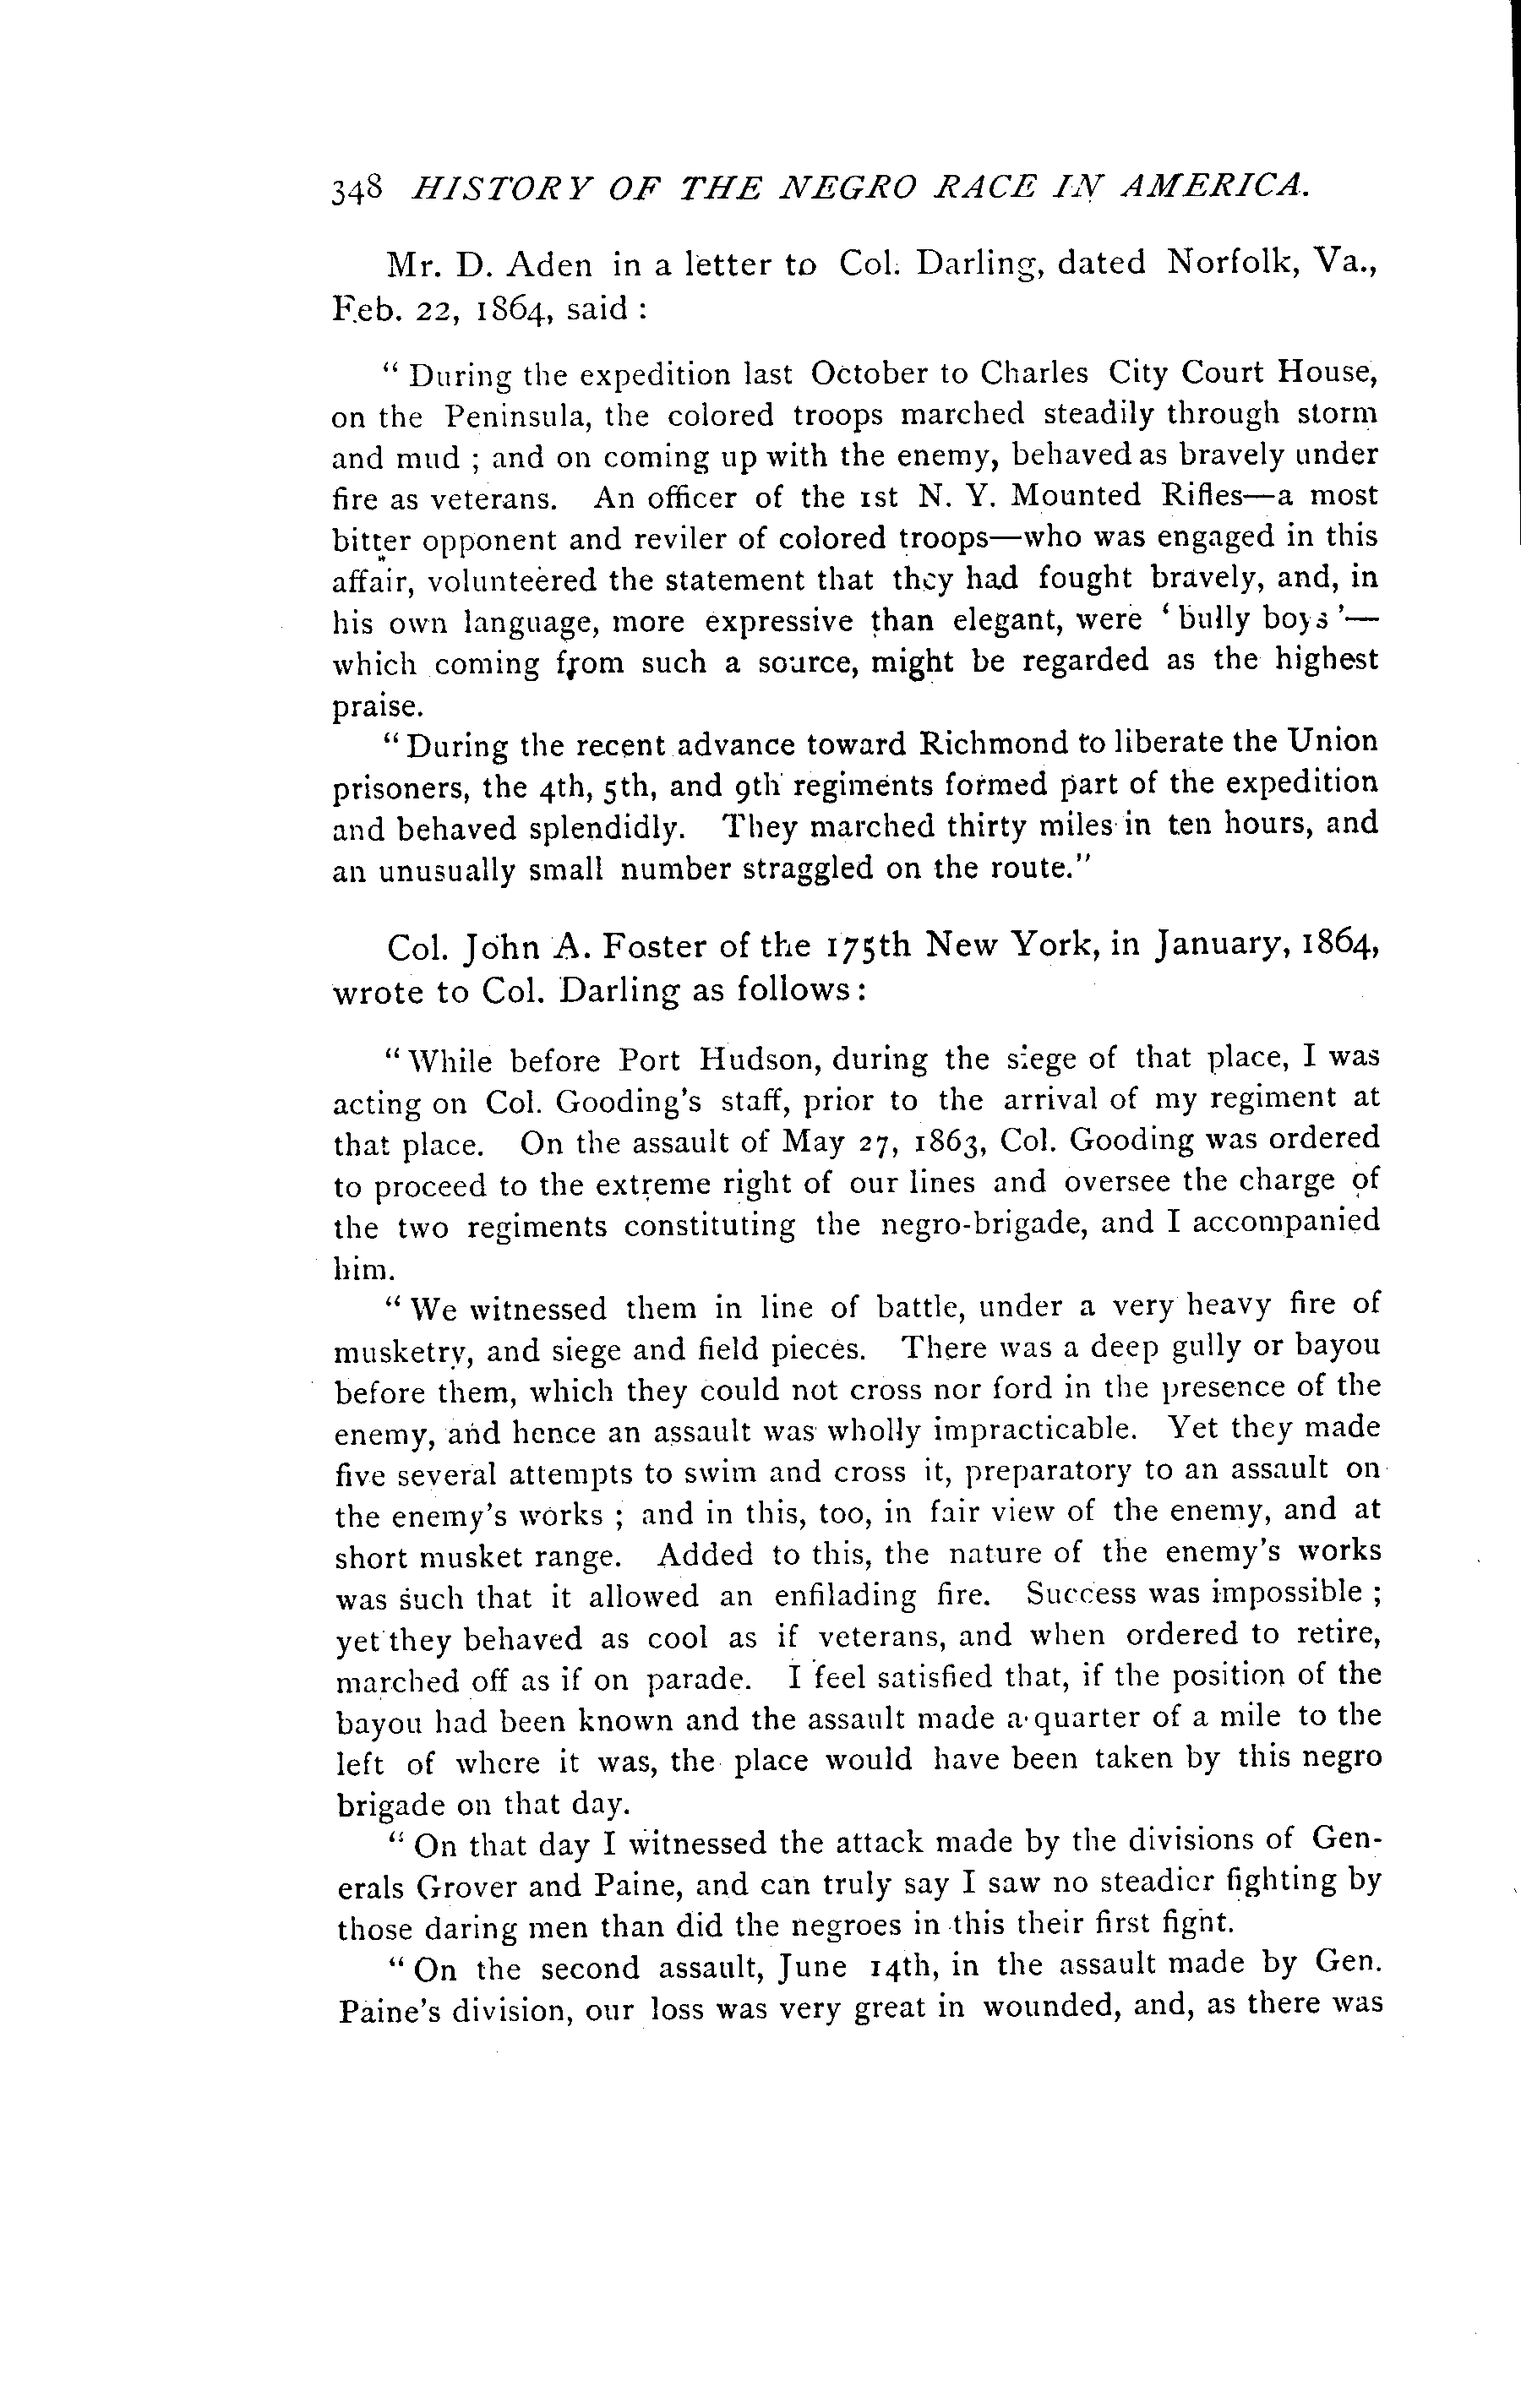 348 HISTORY OF THE NEGRO RACE IN AMERICA.
Mr. D. Aden in a letter to Col. Darling, dated Norfolk, Va.,
Feb. 22, 1864, said :
“ During the expedition last October to Charles City Court House,
on the Peninsula, the colored troops marched steadily through storm
and mud ; and on coming up with the enemy, behaved as bravely under
fire as veterans. An officer of the 1st N. Y. Mounted Rifles—a most
bitter opponent and reviler of colored troops—who was engaged in this
affair, volunteered the statement that they had fought bravely, and, in
his own language, more expressive than elegant, were ‘ bully boys ’—
which coming from such a source, might be regarded as the highest
praise.
“ During the recent advance toward Richmond to liberate the Union
prisoners, the 4th, 5th, and 9th regiments formed part of the expedition
and behaved splendidly. They marched thirty miles in ten hours, and
an unusually small number straggled on the route.”
Col. John A. Foster of the 175th New York, in January, 1864,
wrote to Col. Darling as follows :
“ While before Port Hudson, during the siege of that place, I was
acting on Col. Gooding’s staff, prior to the arrival of my regiment at
that place. On the assault of May 27, 1863, Col. Gooding was ordered
to proceed to the extreme right of our lines and oversee the charge of
the two regiments constituting the negro-brigade, and I accompanied
him.
“ We witnessed them in line of battle, under a very heavy fire of
musketry, and siege and field pieces. There was a deep gully or bayou
before them, which they could not cross nor ford in the presence of the
enemy, and hence an assault was wholly impracticable. Yet they made
five several attempts to swim and cross it, preparatory to an assault on
the enemy’s works ; and in this, too, in fair view of the enemy, and at
short musket range. Added to this, the nature of the enemy’s works
was such that it allowed an enfilading fire. Success was impossible ;
yet they behaved as cool as if veterans, and when ordered to retire,
marched off as if on parade. I feel satisfied that, if the position of the
bayou had been known and the assault made a quarter of a mile to the
left of where it was, the place would have been taken by this negro
brigade on that day.
“ On that day I witnessed the attack made by the divisions of Gen-
erals Grover and Paine, and can truly say I saw no steadier fighting by
those daring men than did the negroes in this their first fight.
“ On the second assault, June 14th, in the assault made by Gen.
Paine’s division, our loss was very great in wounded, and, as there was